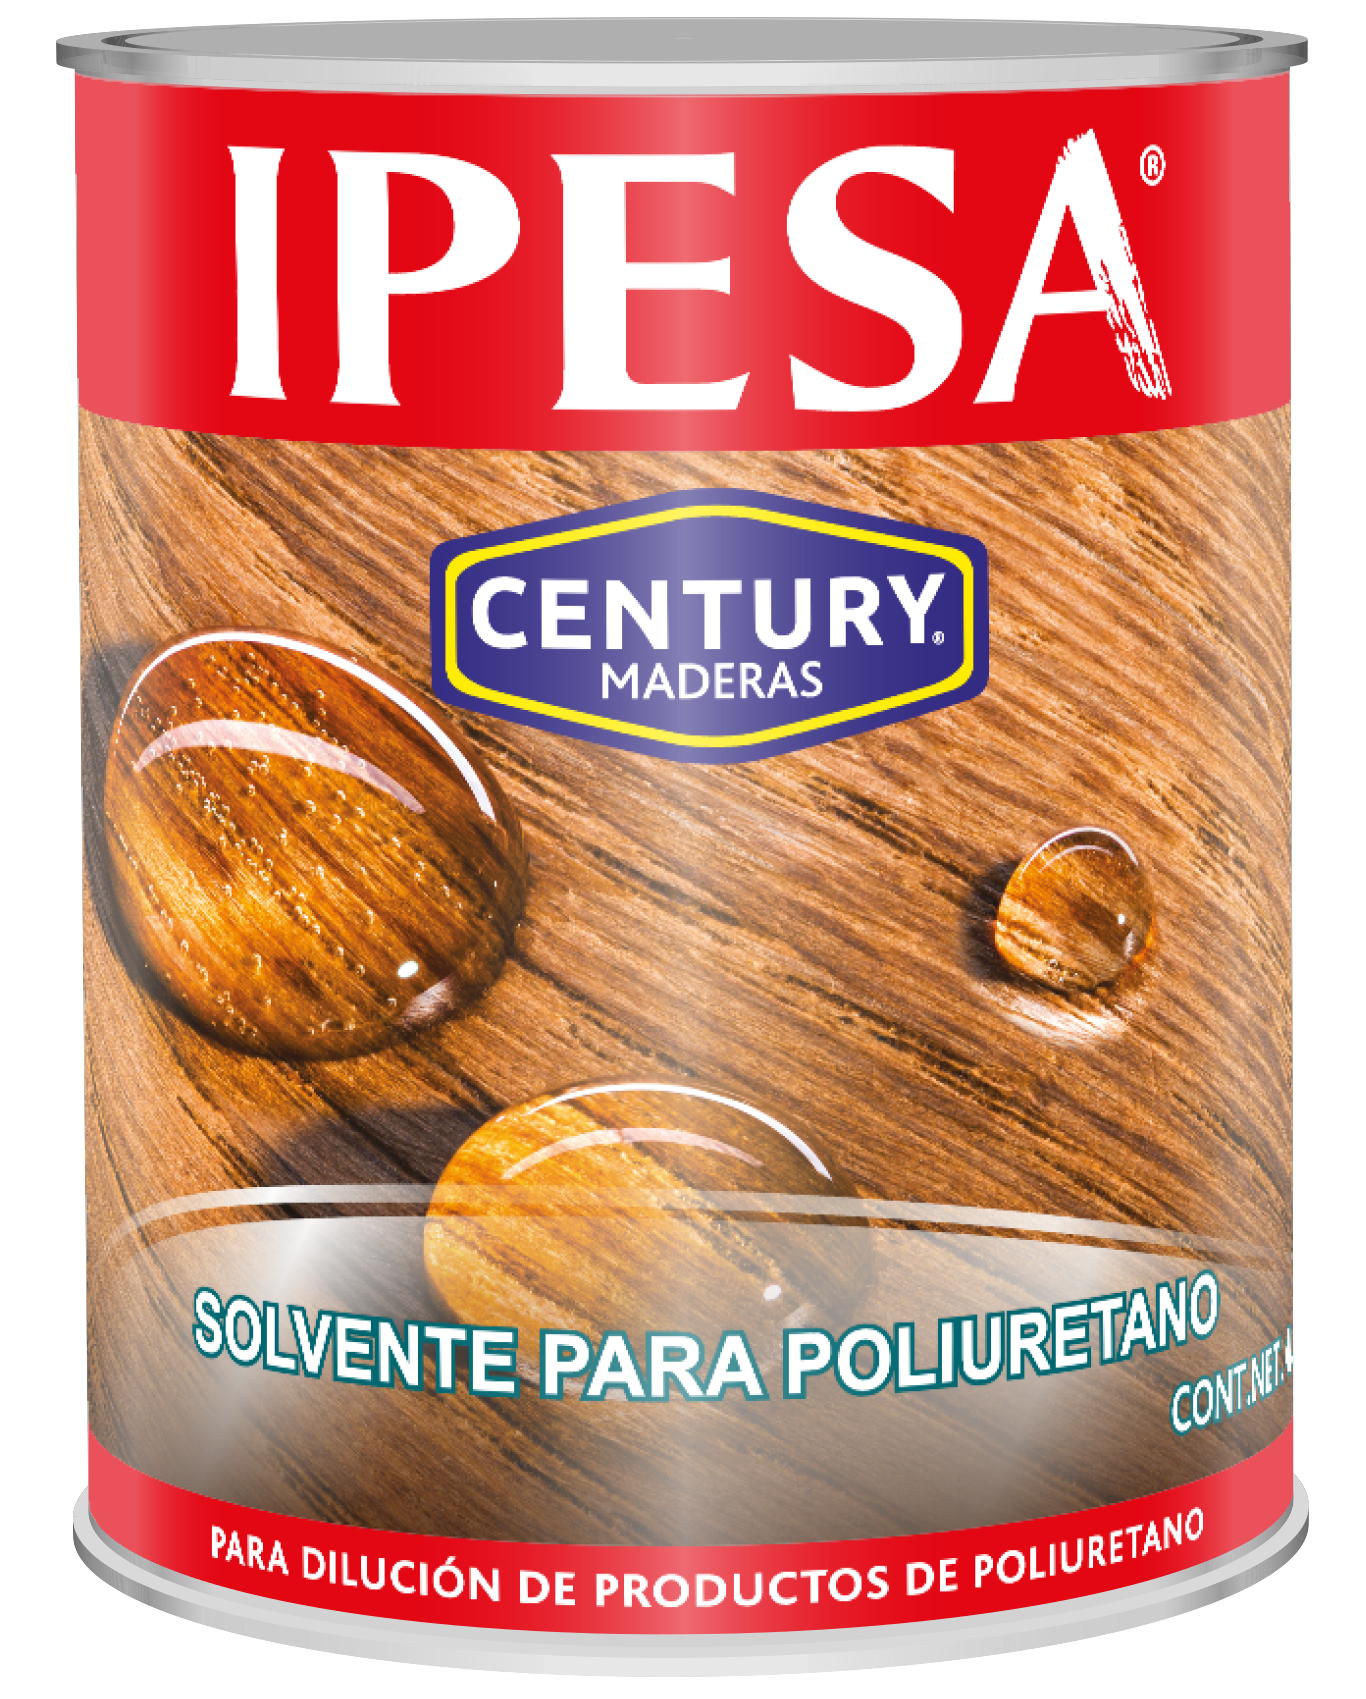 IPESA®
CENTURY®
MADERAS
SOLVENTE PARA POLIURETANO
CONT.NET.
PARA DILUCIÓN DE PRODUCTOS DE POLIURETANO